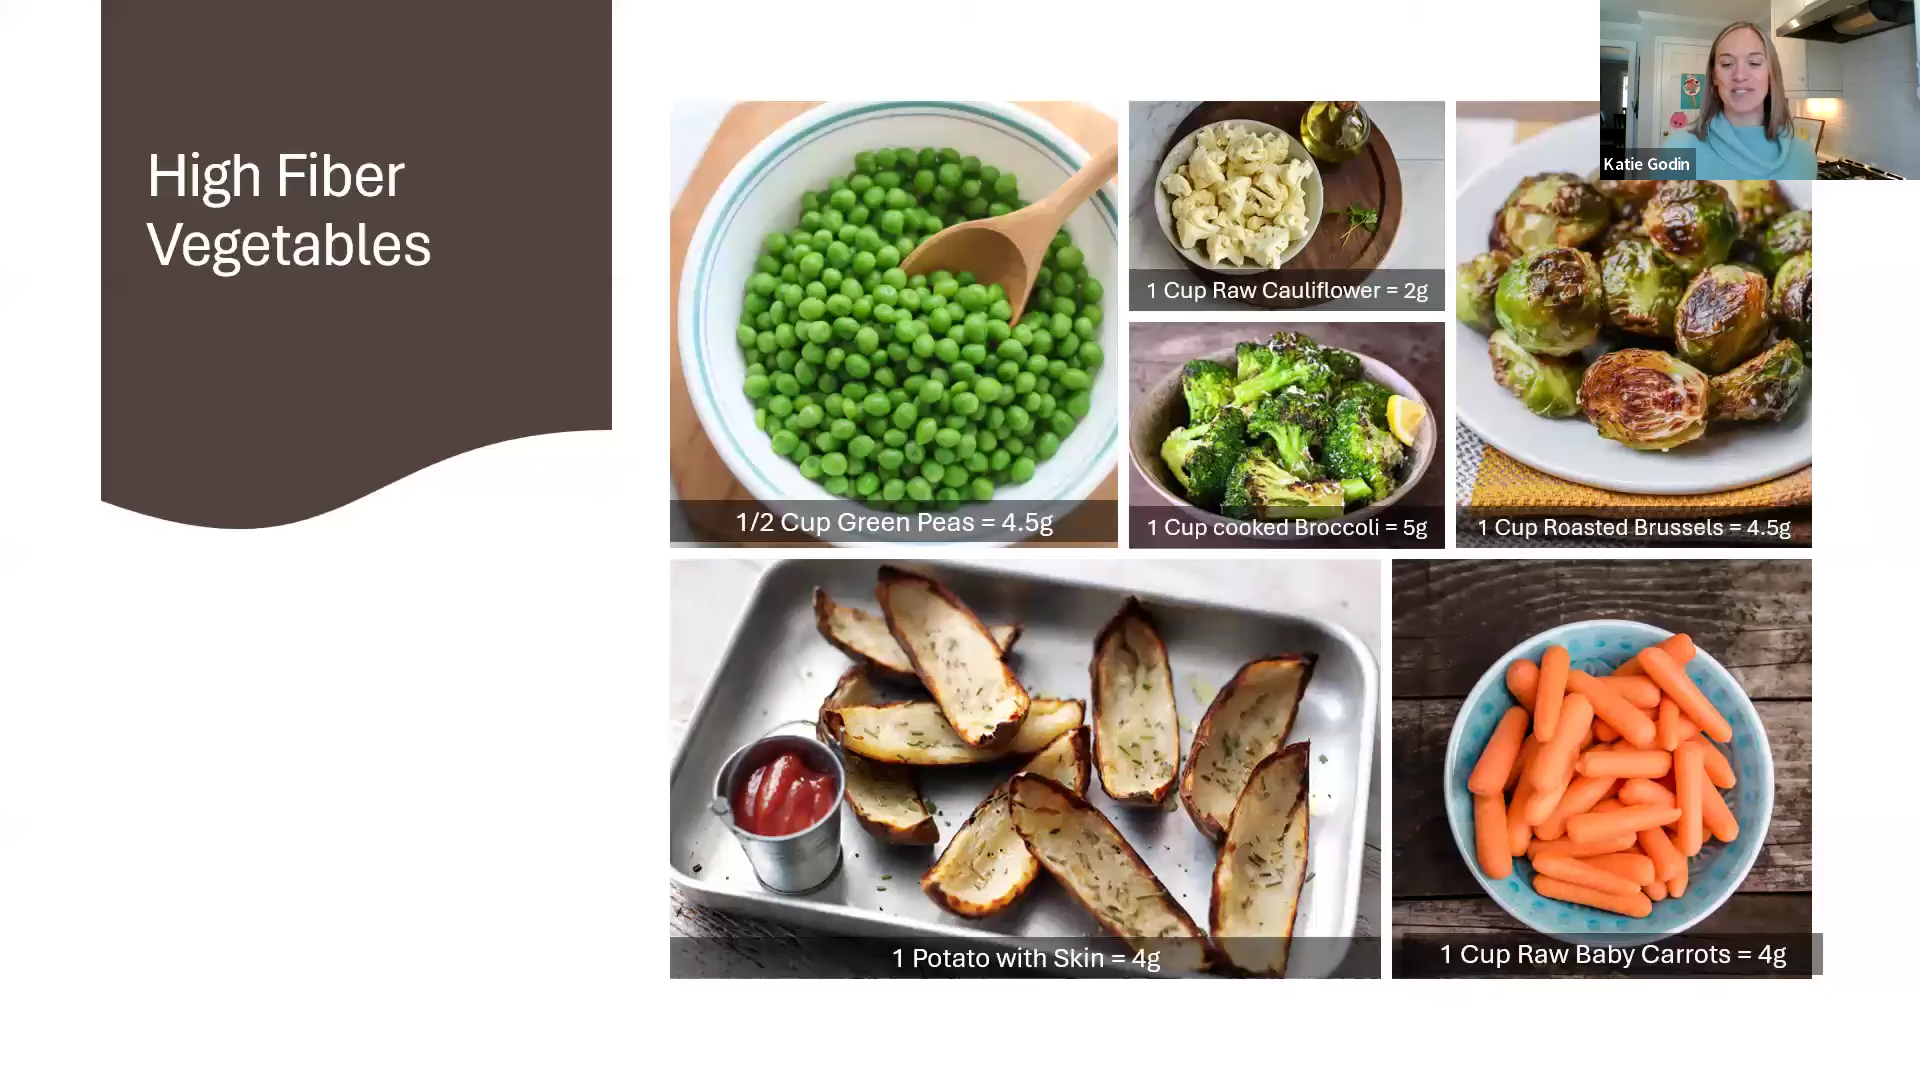 High Fiber
Vegetables
Katie Godin
1 Cup Raw Cauliflower = 2g
1/2 Cup Green Peas = 4.5g
1 Cup cooked Broccoli = 5g
1 Cup Roasted Brussels = 4.5g
1 Potato with Skin = 4g
1 Cup Raw Baby Carrots = 4g